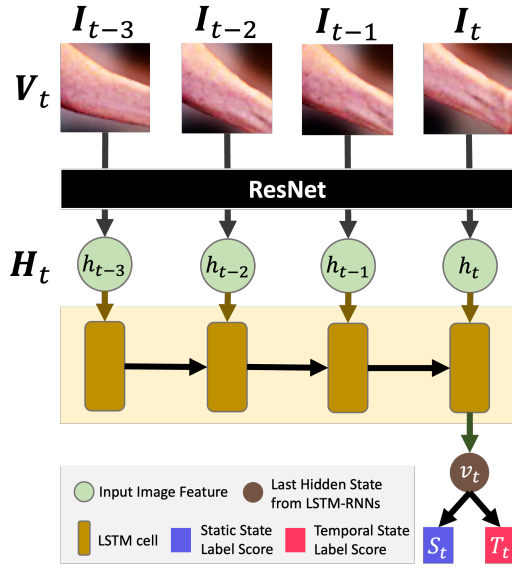 I_{t-3} I_{t-2} I_{t-1} I_t
V_t
ResNet
H_t h_{t-3} h_{t-2} h_{t-1} h_t
v_t
Input Image Feature
Last Hidden State
from LSTM-RNNs
LSTM cell
Static State
Label Score
Temporal State
Label Score
S_t T_t